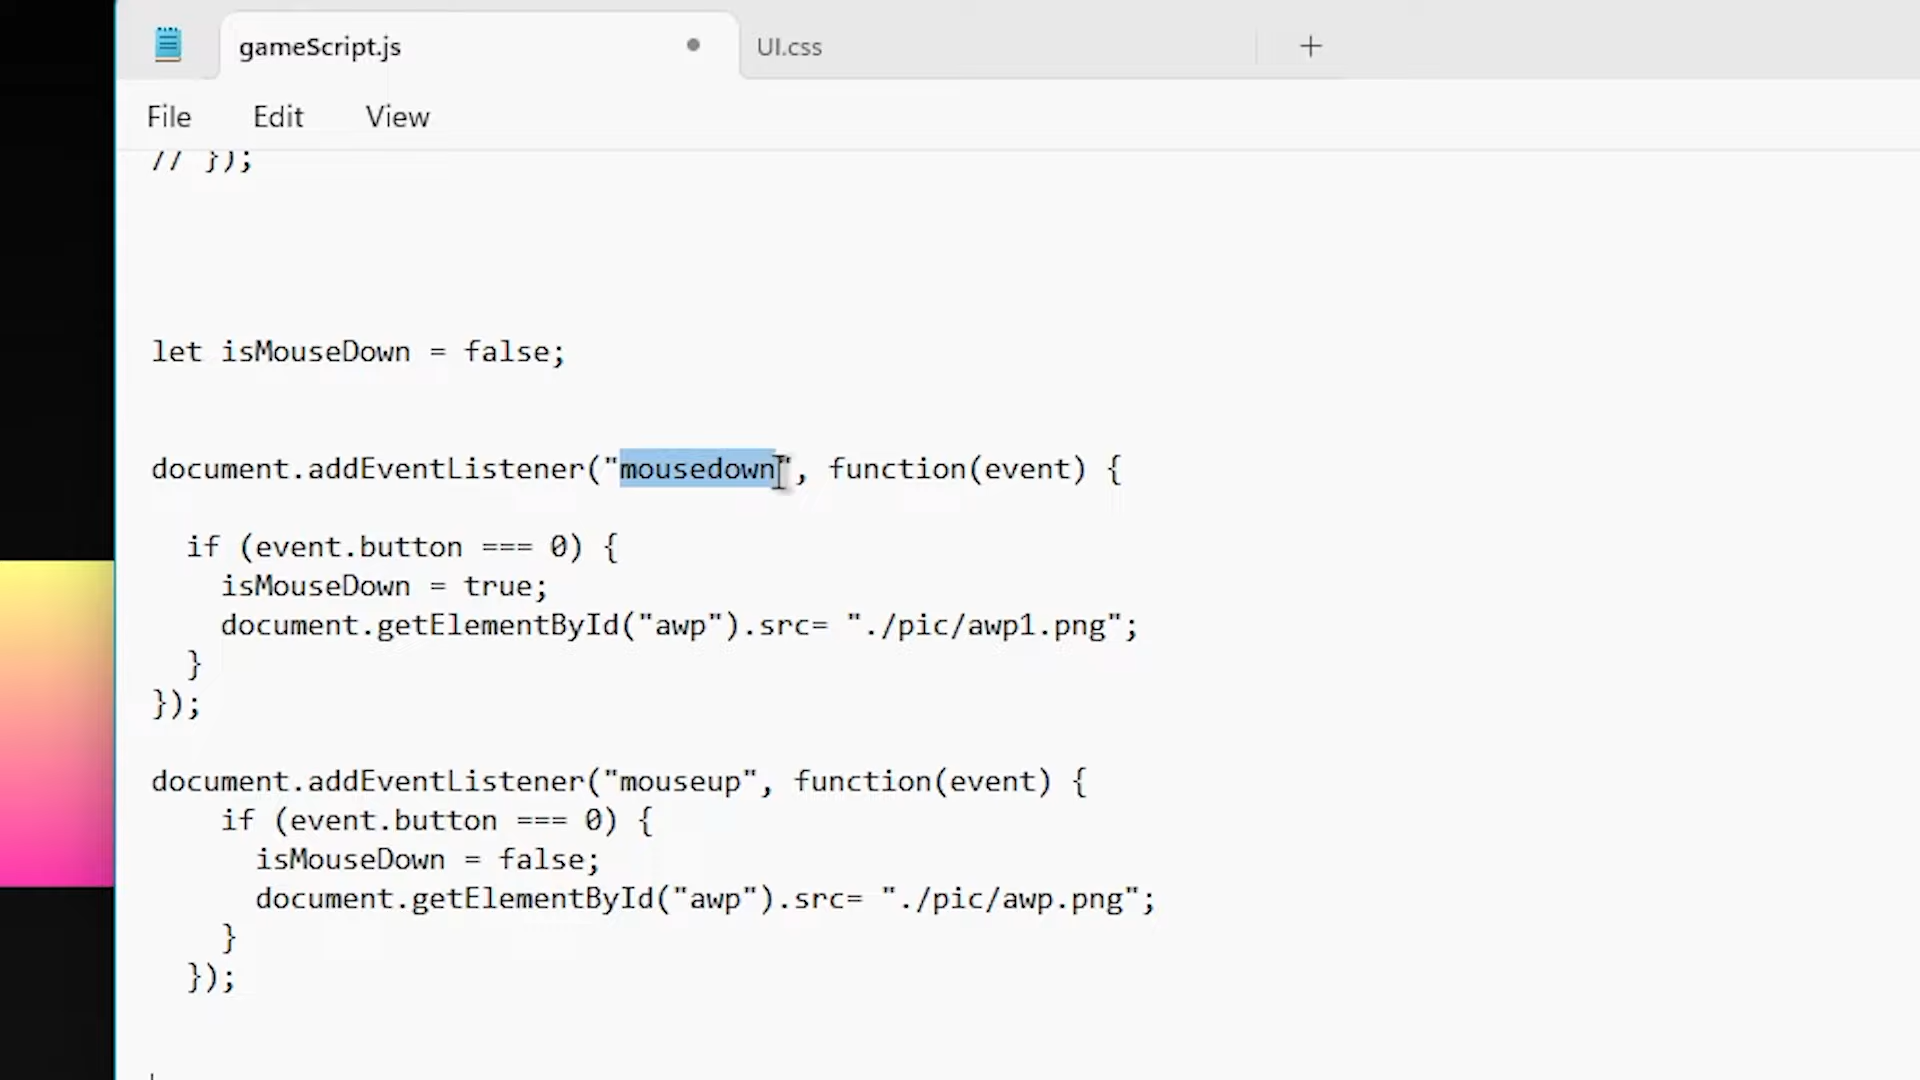 gameScript.js
UI.css
File Edit View
// });
let isMouseDown = false;
document.addEventListener("mousedown", function(event) {
if (event.button === 0) {
isMouseDown = true;
document.getElementById("awp").src= "./pic/awp1.png";
}
});
document.addEventListener("mouseup", function(event) {
if (event.button === 0) {
isMouseDown = false;
document.getElementById("awp").src= "./pic/awp.png";
}
});